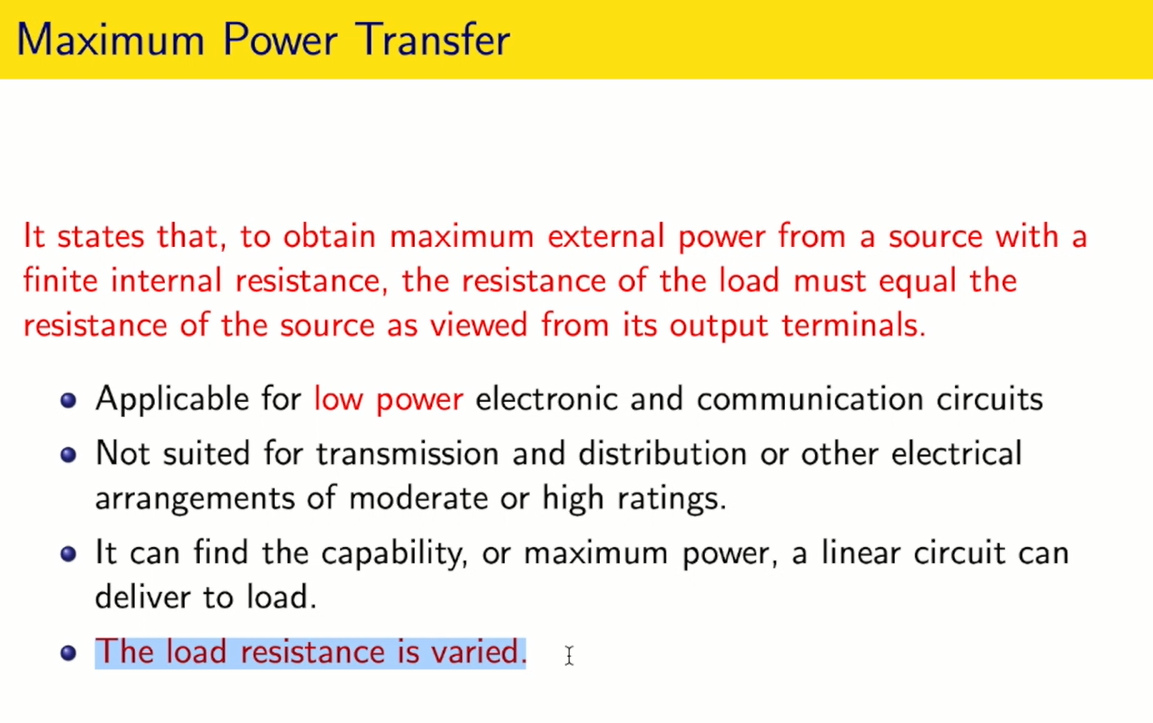 Maximum Power Transfer
It states that, to obtain maximum external power from a source with a
finite internal resistance, the resistance of the load must equal the
resistance of the source as viewed from its output terminals.
Applicable for low power electronic and communication circuits
Not suited for transmission and distribution or other electrical
arrangements of moderate or high ratings.
It can find the capability, or maximum power, a linear circuit can
deliver to load.
The load resistance is varied.